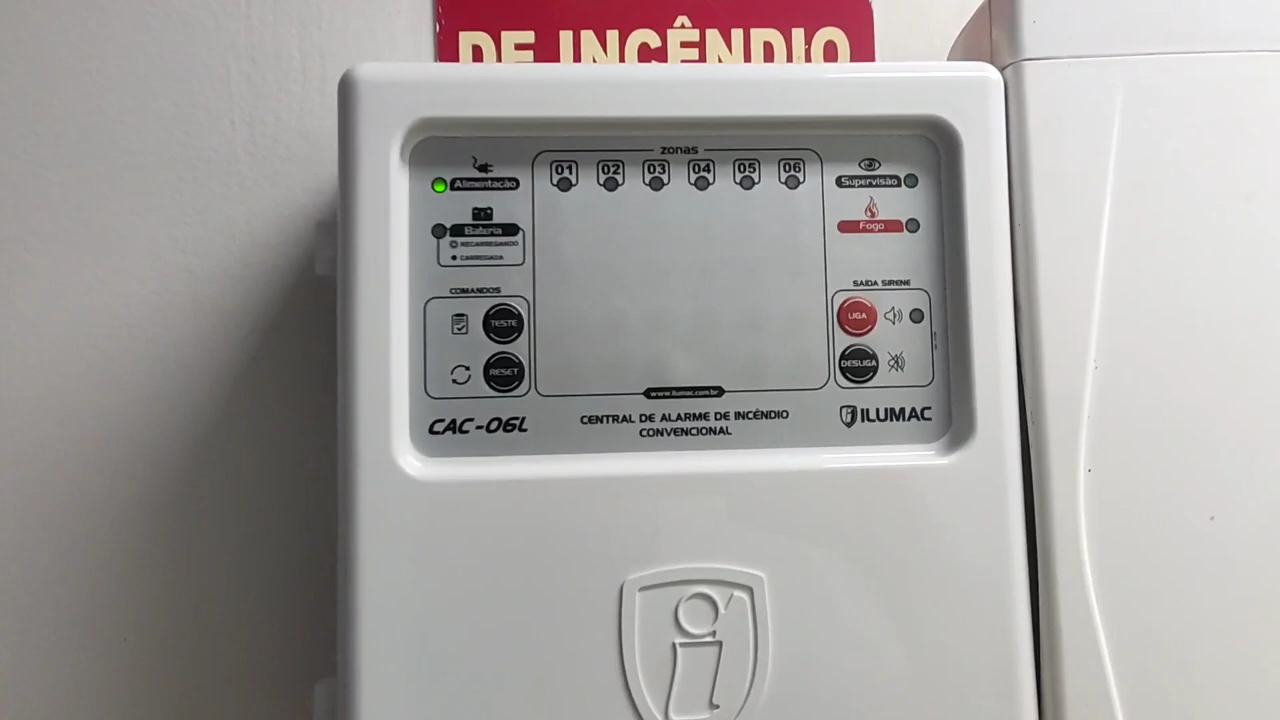 DE INCÊNDIO
zonas
01 02 03 04 05 06
Alimentação
Bateria
RECARREGANDO
CARREGADA
COMANDOS
TESTE
RESET
Supervisão
Fogo
SAÍDA SIRENE
LIGA
DESLIGA
www.ilumac.com.br
CAC-06L
CENTRAL DE ALARME DE INCÊNDIO
CONVENCIONAL
ILUMAC